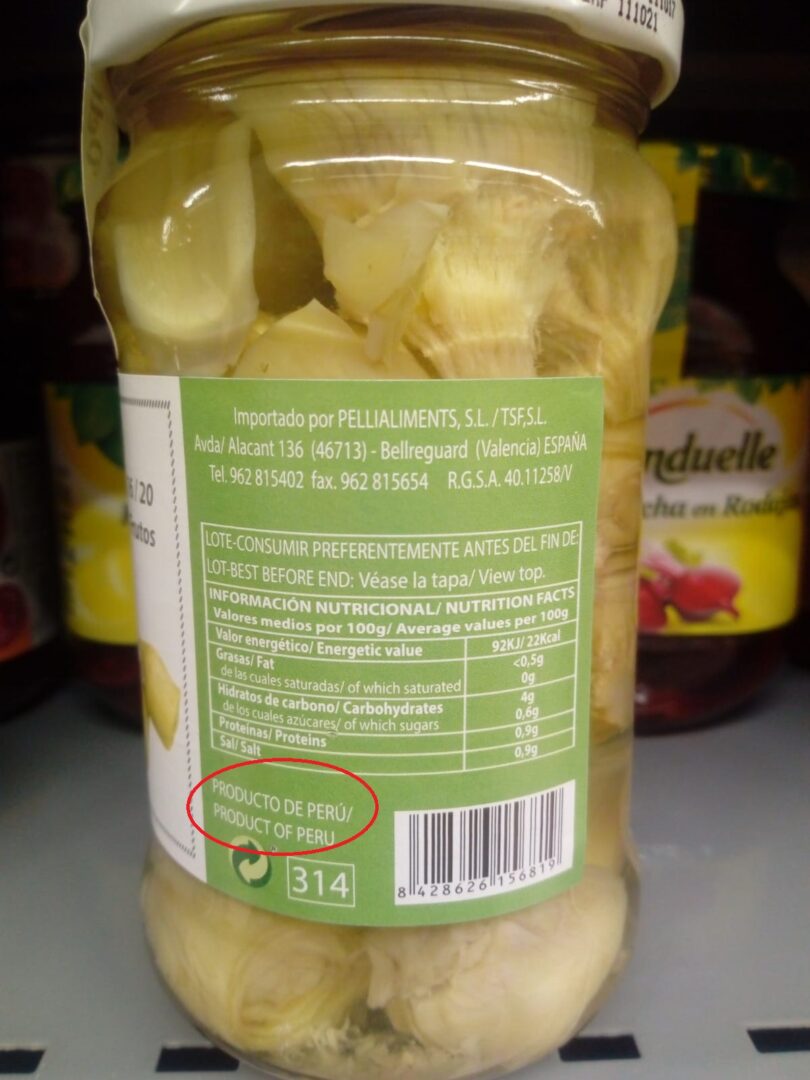 111021
Importado por PELLIALIMENTS, S.L. / TSF,S.L.
Avda/ Alacant 136 (46713) - Bellreguard (Valencia) ESPAÑA
Tel. 962 815402 fax. 962 815654 R.G.S.A. 40.11258/V
LOTE-CONSUMIR PREFERENTEMENTE ANTES DEL FIN DE:
LOT-BEST BEFORE END: Véase la tapa/ View top.
INFORMACIÓN NUTRICIONAL/ NUTRITION FACTS
Valores medios por 100g/ Average values per 100g
Valor energético/ Energetic value 92KJ/ 22Kcal
Grasas/ Fat <0,5g
de las cuales saturadas/ of which saturated 0g
Hidratos de carbono/ Carbohydrates 4g
de los cuales azúcares/ of which sugars 0,6g
Proteínas/ Proteins 0,9g
Sal/ Salt 0,9g
PRODUCTO DE PERÚ/
PRODUCT OF PERU
314
8 428626 156819
/20
nduelle
en